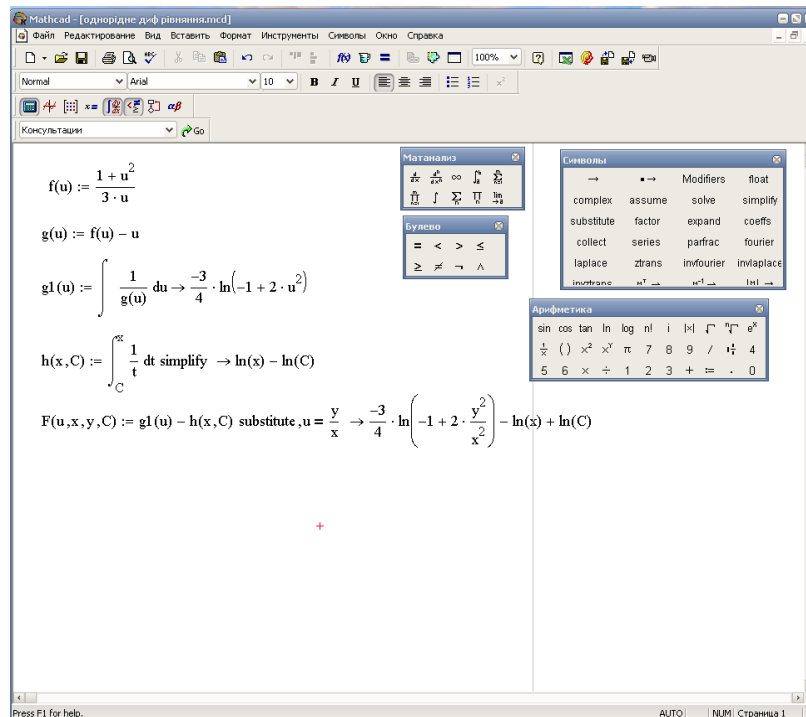 Mathcad - [однорідне диф рівняння.mcd]
Файл Редактирование Вид Вставить Формат Инструменты Символы Окно Справка
100%
Normal Arial 10 B I U
Консультации Go
f(u) := (1 + u^2)/(3 · u)
g(u) := f(u) − u
g1(u) := ∫ 1/g(u) du → -3/4 · ln(-1 + 2 · u^2)
h(x,C) := ∫_C^x 1/t dt simplify → ln(x) − ln(C)
F(u,x,y,C) := g1(u) − h(x,C) substitute,u = y/x → -3/4 · ln(-1 + 2 · y^2/x^2) − ln(x) + ln(C)
Матанализ
Булево
= < > ≤
≥ ≠ ¬ ∧
Символы
→ ▪ → Modifiers float
complex assume solve simplify
substitute factor expand coeffs
collect series parfrac fourier
laplace ztrans invfourier invlaplace
invztrans
Арифметика
sin cos tan ln log n! i |×| √ ⁿ√ e^x
1/x ( ) x² x^Y π 7 8 9 / 4
5 6 × ÷ 1 2 3 + := . 0
Press F1 for help.
AUTO NUM Страница 1